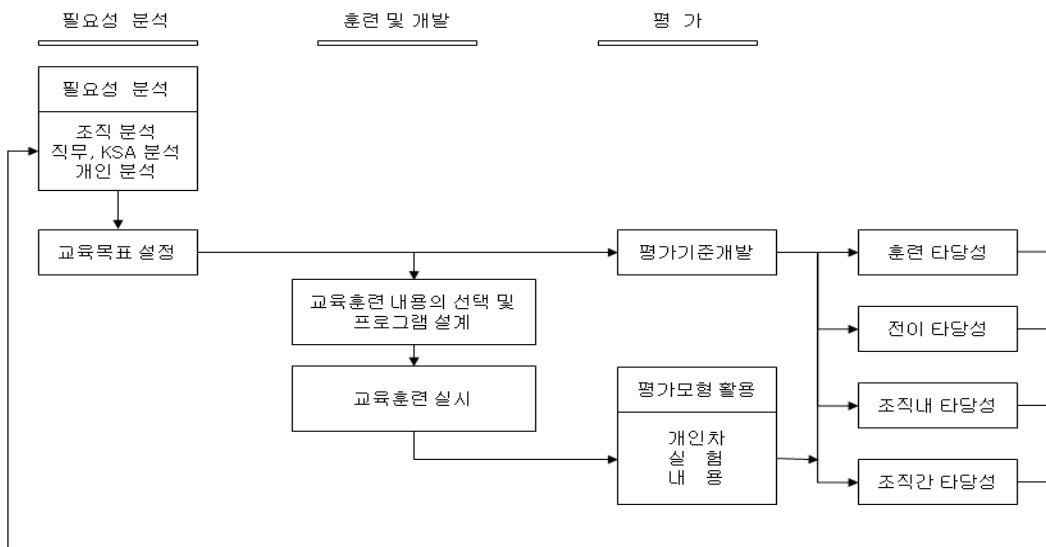 필요성 분석
훈련 및 개발
평 가
필요성 분석
조직 분석
직무, KSA 분석
개인 분석
교육목표 설정
평가기준개발
훈련 타당성
교육훈련 내용의 선택 및
프로그램 설계
전이 타당성
교육훈련 실시
평가모형 활용
개인차
실 험
내 용
조직내 타당성
조직간 타당성